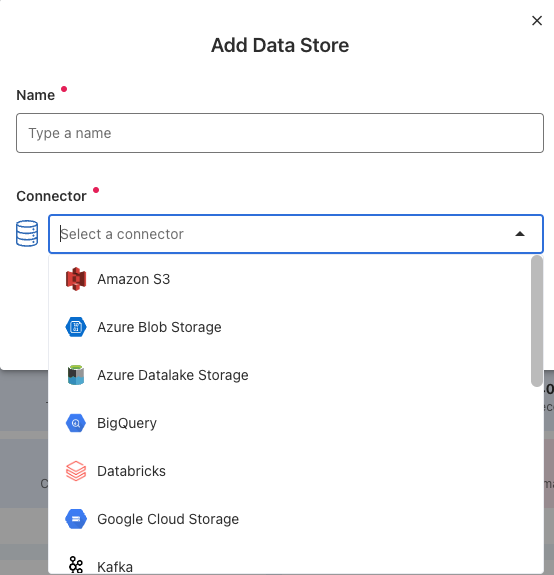 Add Data Store
Name
Type a name
Connector
Select a connector
Amazon S3
Azure Blob Storage
Azure Datalake Storage
BigQuery
Databricks
Google Cloud Storage
Kafka